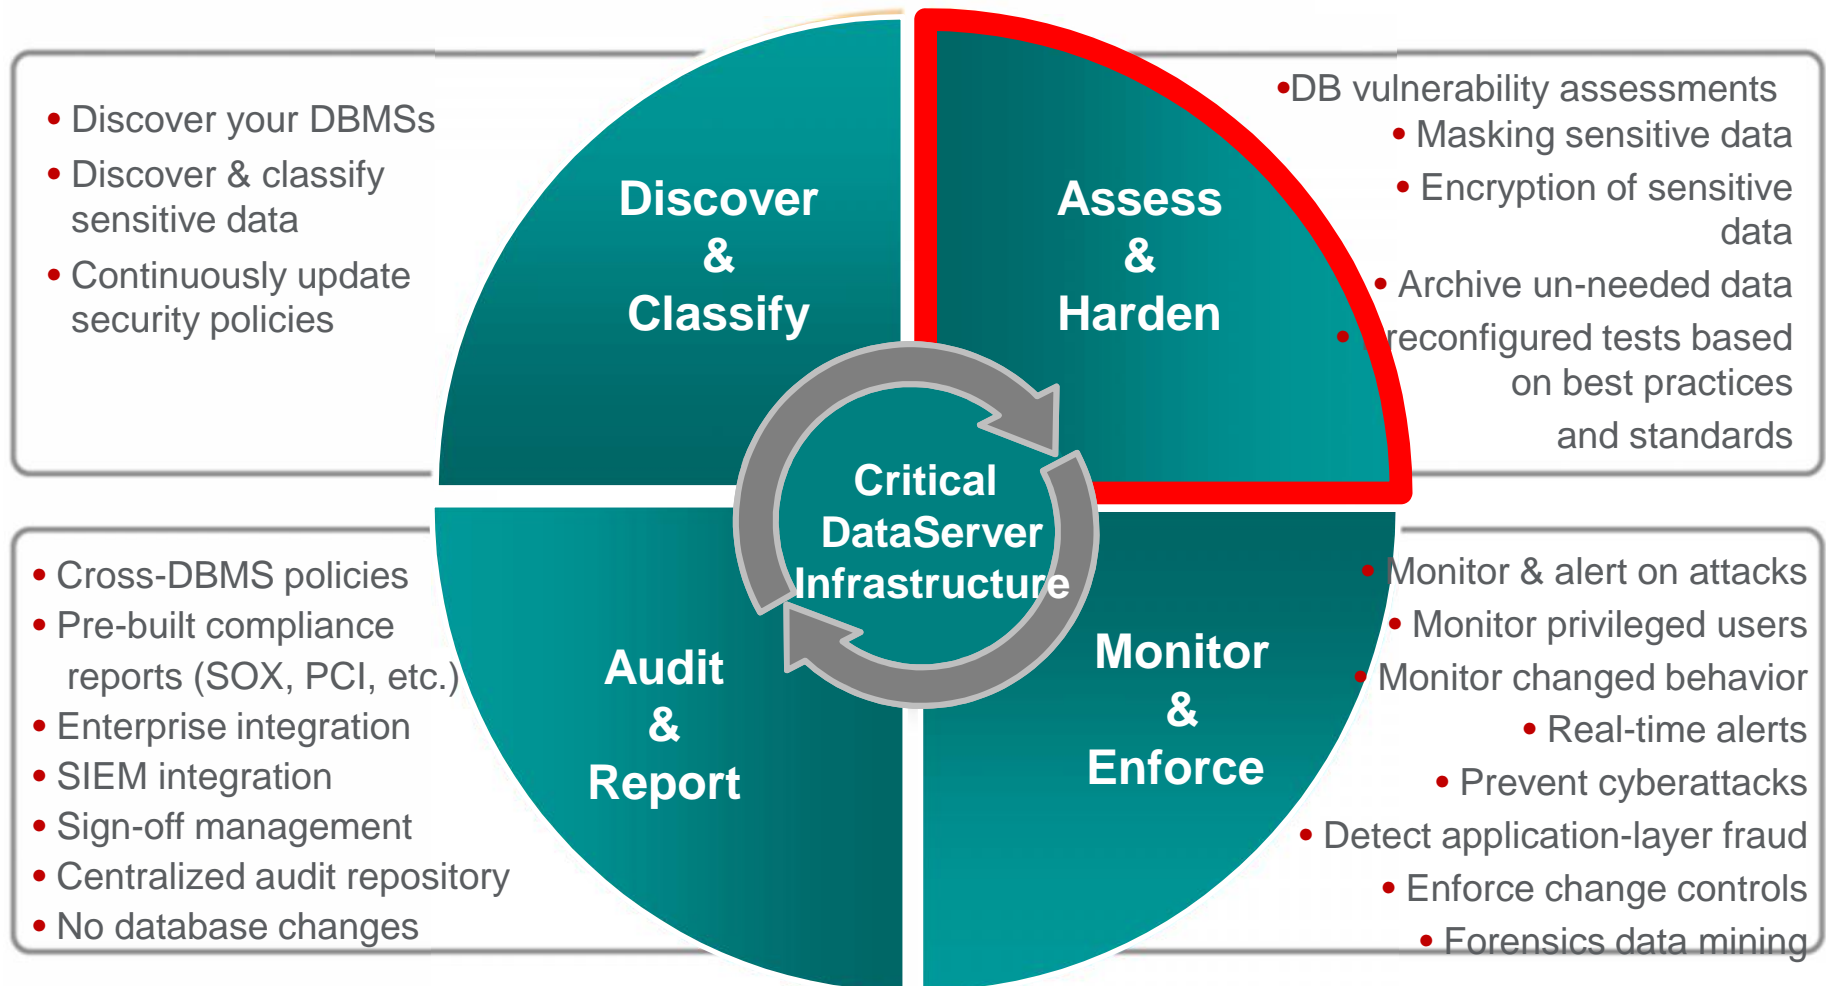 • Discover your DBMSs
• Discover & classify
sensitive data
• Continuously update
security policies
Discover
&
Classify
Assess
&
Harden
•DB vulnerability assessments
• Masking sensitive data
• Encryption of sensitive
data
• Archive un-needed data
• Preconfigured tests based
on best practices
and standards
Critical
DataServer
Infrastructure
• Cross-DBMS policies
• Pre-built compliance
reports (SOX, PCI, etc.)
• Enterprise integration
• SIEM integration
• Sign-off management
• Centralized audit repository
• No database changes
Audit
&
Report
Monitor
&
Enforce
• Monitor & alert on attacks
• Monitor privileged users
• Monitor changed behavior
• Real-time alerts
• Prevent cyberattacks
• Detect application-layer fraud
• Enforce change controls
• Forensics data mining